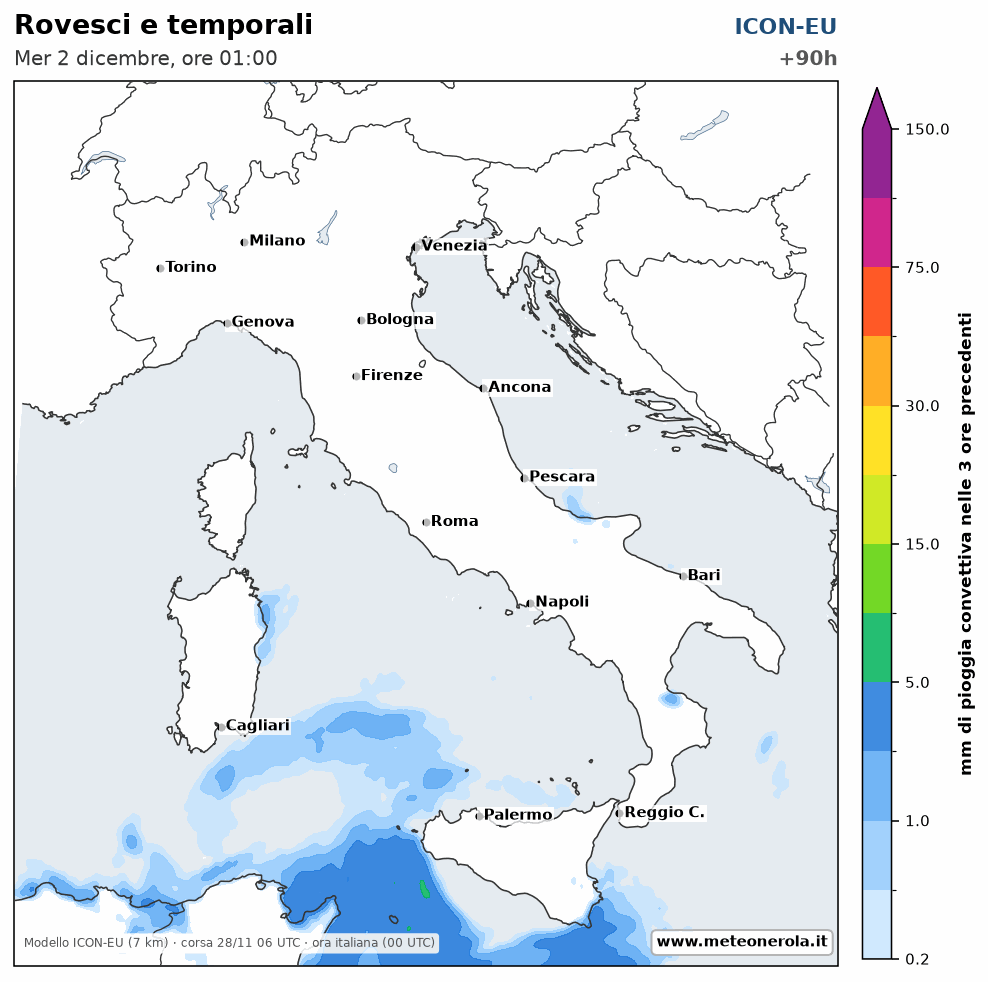 Rovesci e temporali
ICON-EU
Mer 2 dicembre, ore 01:00
+90h
Milano
Venezia
Torino
Genova
Bologna
Firenze
Ancona
Pescara
Roma
Bari
Napoli
Cagliari
Palermo
Reggio C.
Modello ICON-EU (7 km) · corsa 28/11 06 UTC · ora italiana (00 UTC)
www.meteonerola.it
150.0
75.0
30.0
15.0
5.0
1.0
0.2
mm di pioggia convettiva nelle 3 ore precedenti